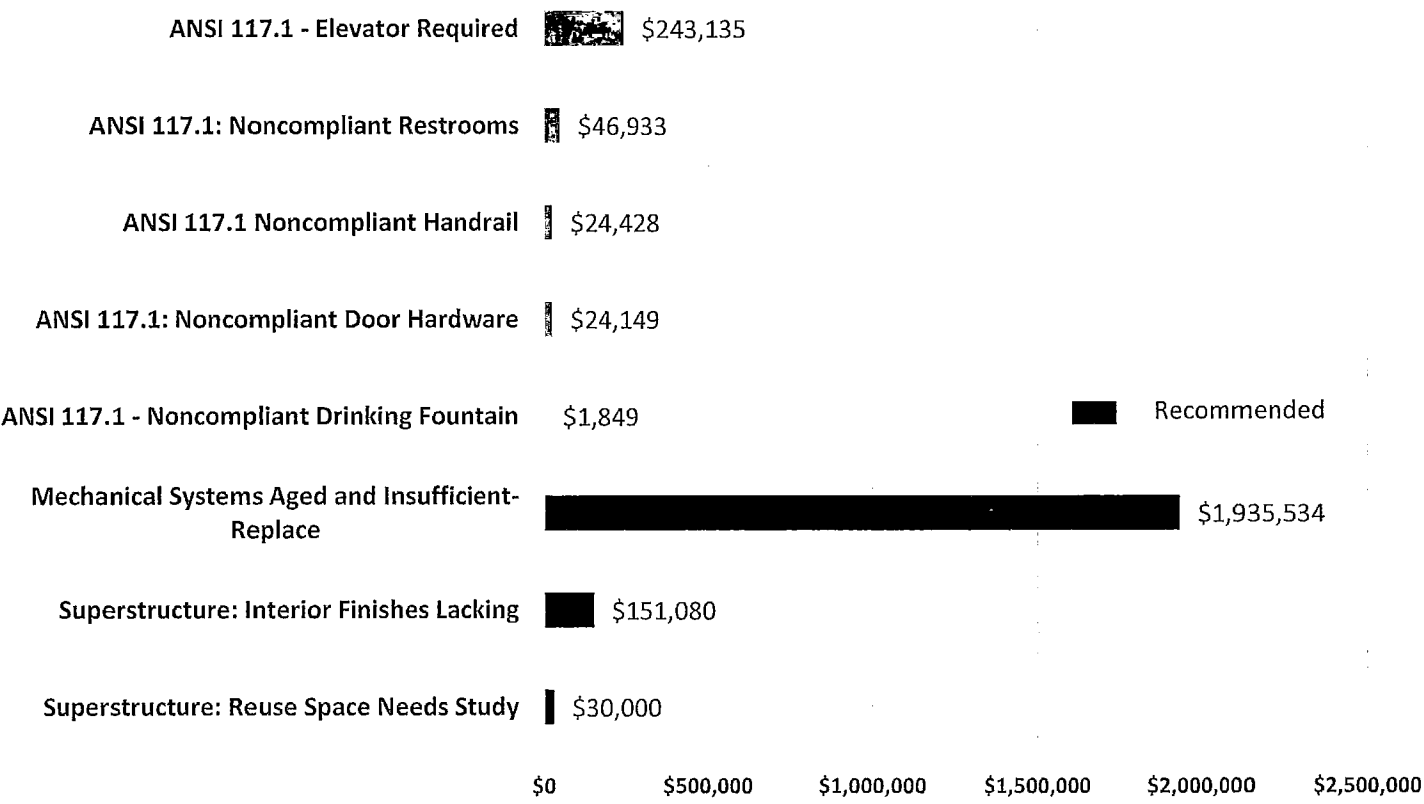 ANSI 117.1 - Elevator Required $243,135
ANSI 117.1: Noncompliant Restrooms $46,933
ANSI 117.1 Noncompliant Handrail $24,428
ANSI 117.1: Noncompliant Door Hardware $24,149
ANSI 117.1 - Noncompliant Drinking Fountain $1,849
Recommended
Mechanical Systems Aged and Insufficient-
Replace
$1,935,534
Superstructure: Interior Finishes Lacking $151,080
Superstructure: Reuse Space Needs Study $30,000
$0 $500,000 $1,000,000 $1,500,000 $2,000,000 $2,500,000